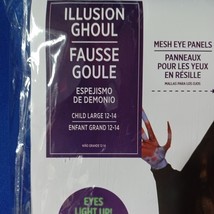 ILLUSION
GHOUL
FAUSSE
GOULE
ESPEJISMO
DE DEMONIO
CHILD LARGE 12-14
ENFANT GRAND 12-14
MESH EYE PANELS
PANNEAUX
POUR LES YEUX
EN RÉSILLE
EYES
LIGHT UP!